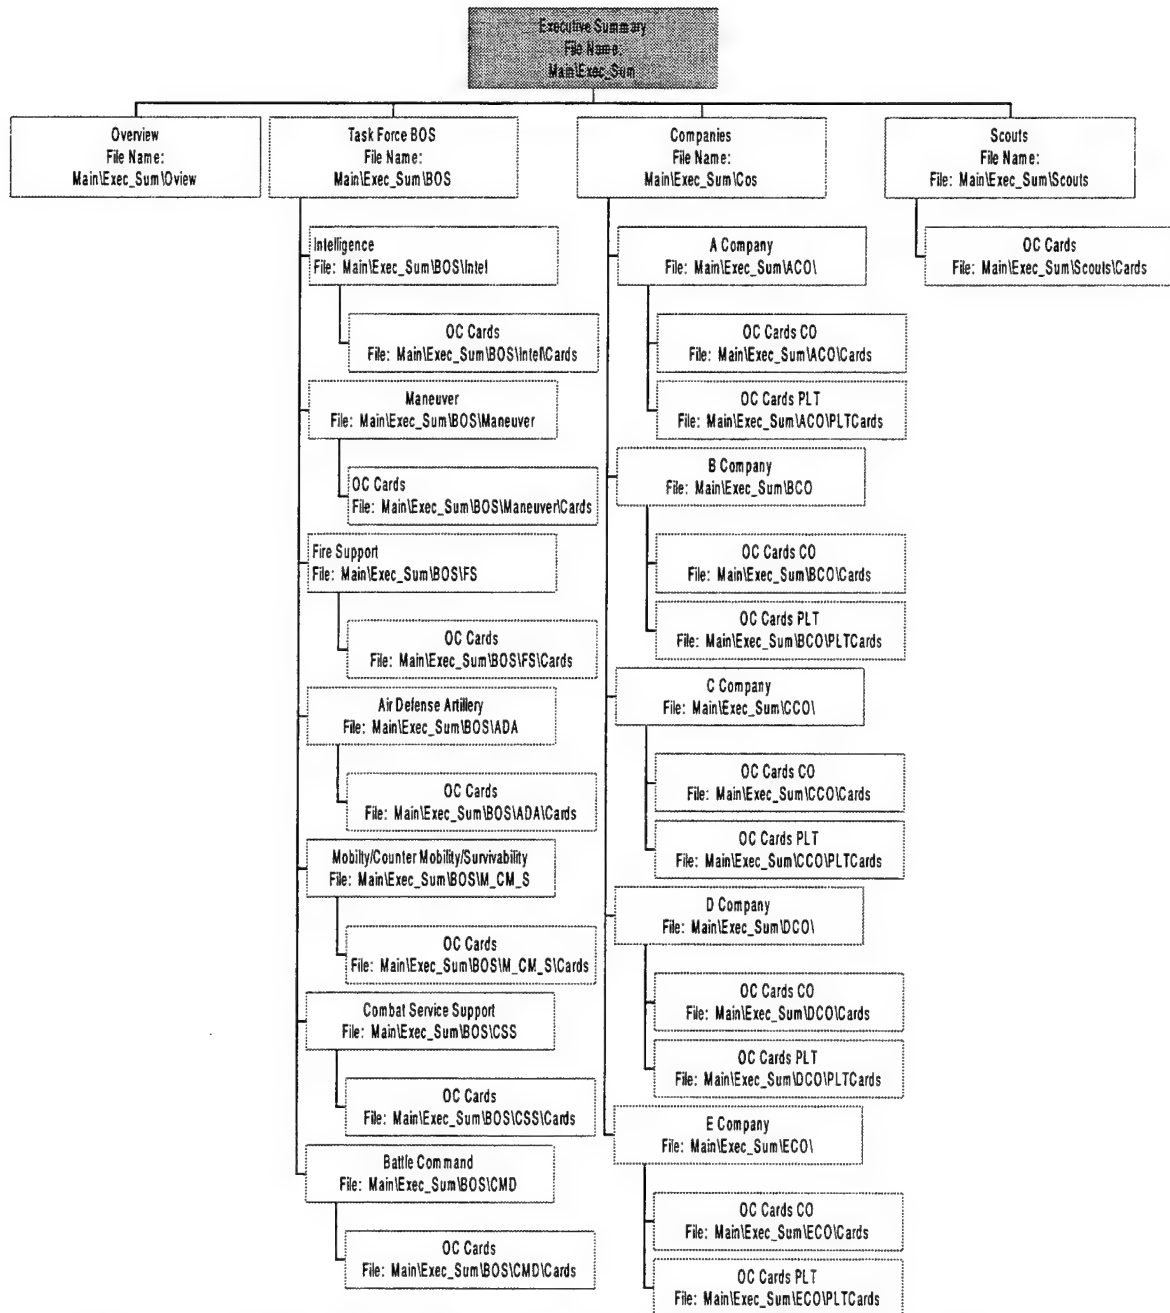 Executive Summary
File Name:
Main\Exec_Sum
Overview
File Name:
Main\Exec_Sum\Oview
Task Force BOS
File Name:
Main\Exec_Sum\BOS
Companies
File Name:
Main\Exec_Sum\Cos
Scouts
File Name:
File: Main\Exec_Sum\Scouts
Intelligence
File: Main\Exec_Sum\BOS\Intel
OC Cards
File: Main\Exec_Sum\BOS\Intel\Cards
Maneuver
File: Main\Exec_Sum\BOS\Maneuver
OC Cards
File: Main\Exec_Sum\BOS\Maneuver\Cards
Fire Support
File: Main\Exec_Sum\BOS\FS
OC Cards
File: Main\Exec_Sum\BOS\FS\Cards
Air Defense Artillery
File: Main\Exec_Sum\BOS\ADA
OC Cards
File: Main\Exec_Sum\BOS\ADA\Cards
Mobilty/Counter Mobility/Survivability
File: Main\Exec_Sum\BOS\M_CM_S
OC Cards
File: Main\Exec_Sum\BOS\M_CM_S\Cards
Combat Service Support
File: Main\Exec_Sum\BOS\CSS
OC Cards
File: Main\Exec_Sum\BOS\CSS\Cards
Battle Command
File: Main\Exec_Sum\BOS\CMD
OC Cards
File: Main\Exec_Sum\BOS\CMD\Cards
A Company
File: Main\Exec_Sum\ACO\
OC Cards CO
File: Main\Exec_Sum\ACO\Cards
OC Cards PLT
File: Main\Exec_Sum\ACO\PLTCards
B Company
File: Main\Exec_Sum\BCO
OC Cards CO
File: Main\Exec_Sum\BCO\Cards
OC Cards PLT
File: Main\Exec_Sum\BCO\PLTCards
C Company
File: Main\Exec_Sum\CCO\
OC Cards CO
File: Main\Exec_Sum\CCO\Cards
OC Cards PLT
File: Main\Exec_Sum\CCO\PLTCards
D Company
File: Main\Exec_Sum\DCO\
OC Cards CO
File: Main\Exec_Sum\DCO\Cards
OC Cards PLT
File: Main\Exec_Sum\DCO\PLTCards
E Company
File: Main\Exec_Sum\ECO\
OC Cards CO
File: Main\Exec_Sum\ECO\Cards
OC Cards PLT
File: Main\Exec_Sum\ECO\PLTCards
OC Cards
File: Main\Exec_Sum\Scouts\Cards